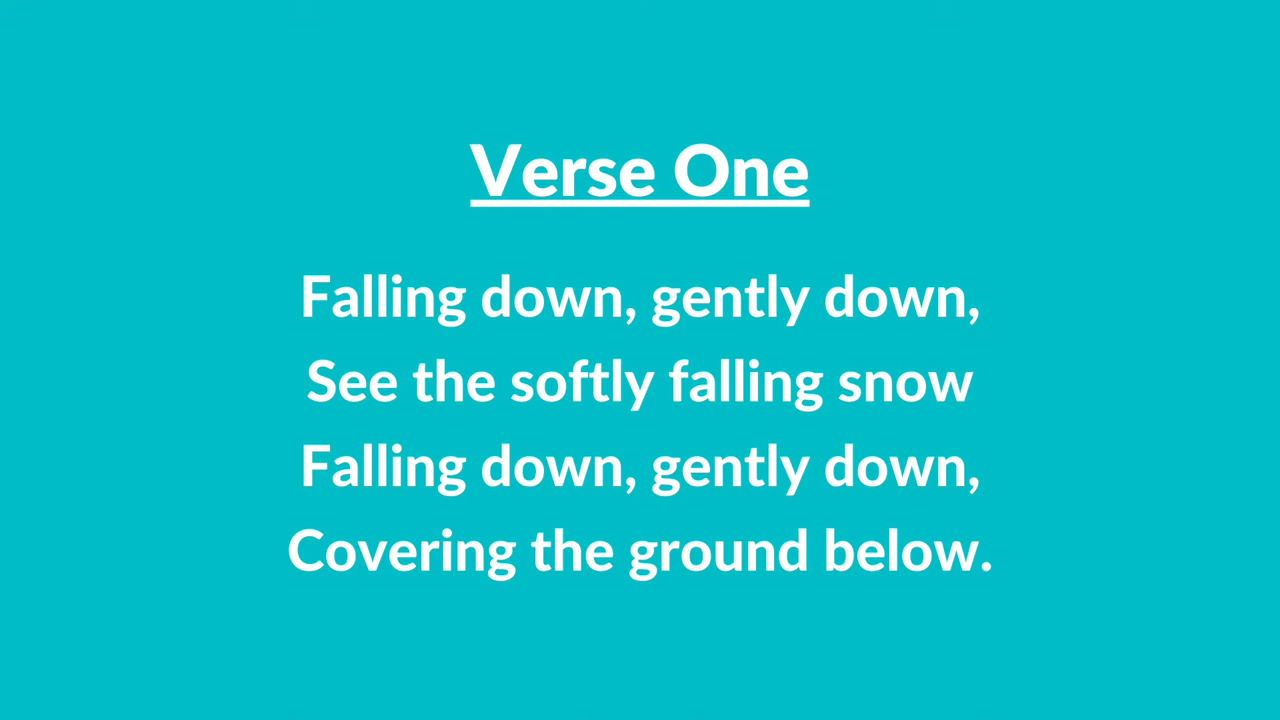 Verse One
Falling down, gently down,
See the softly falling snow
Falling down, gently down,
Covering the ground below.